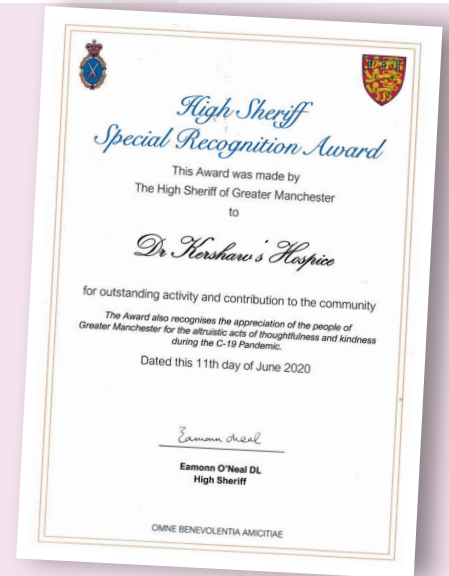 High Sheriff
Special Recognition Award
This Award was made by
The High Sheriff of Greater Manchester
to
Dr Kershaw's Hospice
for outstanding activity and contribution to the community
The Award also recognises the appreciation of the people of
Greater Manchester for the altruistic acts of thoughtfulness and kindness
during the C-19 Pandemic.
Dated this 11th day of June 2020
Eamonn O'Neal
Eamonn O'Neal DL
High Sheriff
OMNE BENEVOLENTIA AMICITIAE